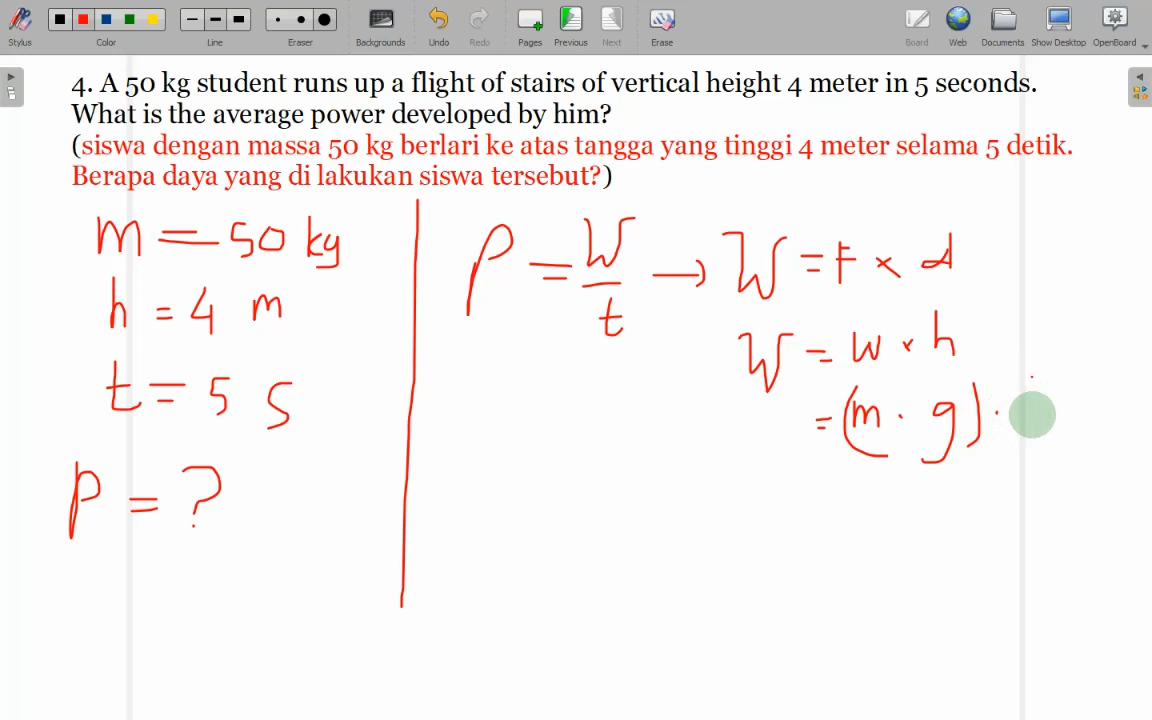 Stylus Color Line Eraser Backgrounds Undo Redo Pages Previous Next Erase Board Web Documents Show Desktop OpenBoard
4. A 50 kg student runs up a flight of stairs of vertical height 4 meter in 5 seconds.
What is the average power developed by him?
(siswa dengan massa 50 kg berlari ke atas tangga yang tinggi 4 meter selama 5 detik.
Berapa daya yang di lakukan siswa tersebut?)
m = 50 kg
h = 4 m
t = 5 s
P = ?
P = W/t → W = F × d
W = w × h
= (m · g) ·